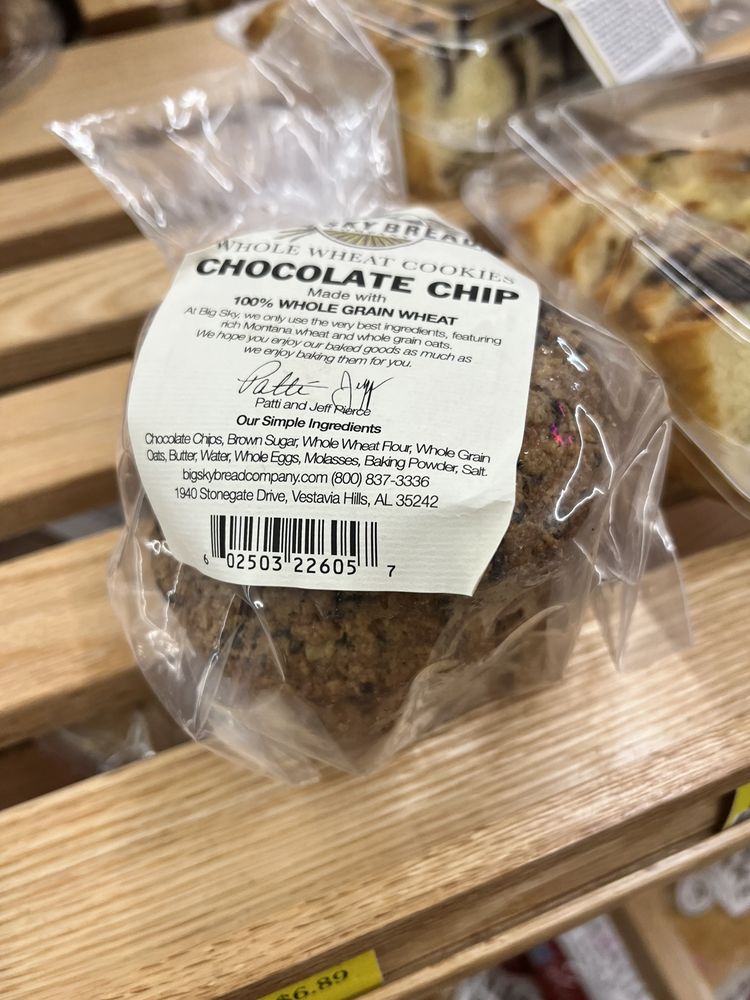 SKY BREAD
WHOLE WHEAT COOKIES
CHOCOLATE CHIP
Made with
100% WHOLE GRAIN WHEAT
At Big Sky, we only use the very best ingredients, featuring
rich Montana wheat and whole grain oats.
We hope you enjoy our baked goods as much as
we enjoy baking them for you.
Patti Jeff
Patti and Jeff Pierce
Our Simple Ingredients
Chocolate Chips, Brown Sugar, Whole Wheat Flour, Whole Grain
Oats, Butter, Water, Whole Eggs, Molasses, Baking Powder, Salt.
bigskybreadcompany.com (800) 837-3336
1940 Stonegate Drive, Vestavia Hills, AL 35242
6 02503 22605 7
$6.89